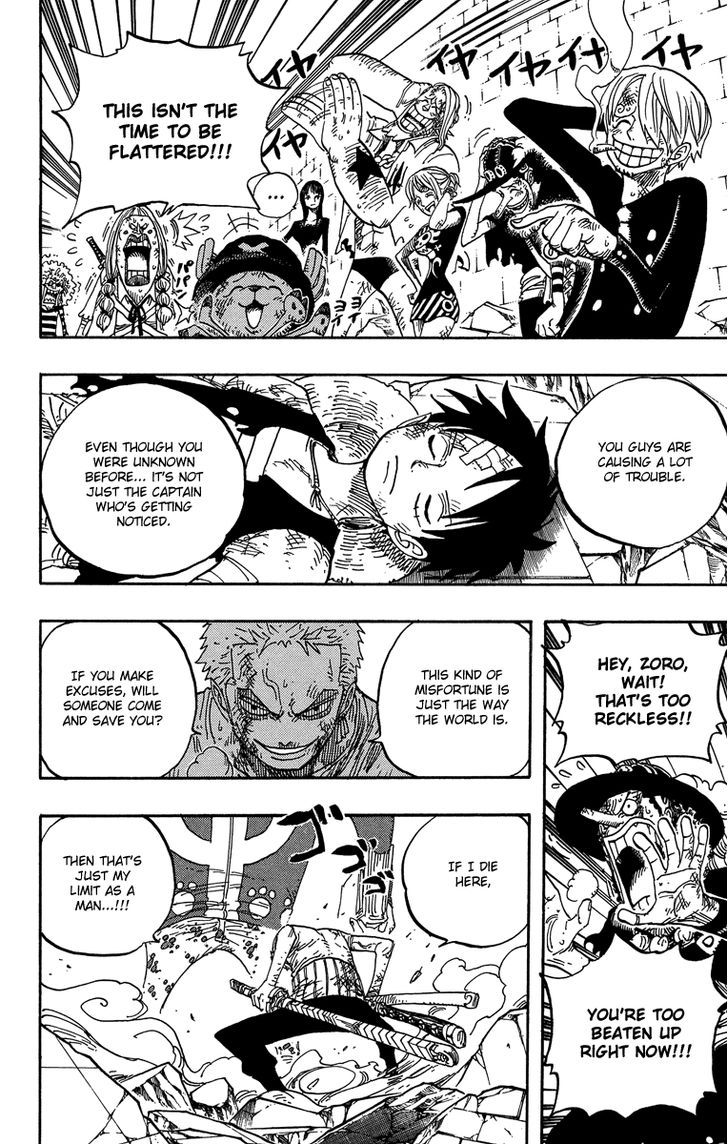 イヤ
イヤ
イヤ
イヤ
イヤ
イヤ
THIS ISN'T THE
TIME TO BE
FLATTERED!!!
...
YOU GUYS ARE
CAUSING A LOT
OF TROUBLE.
EVEN THOUGH YOU
WERE UNKNOWN
BEFORE... IT'S NOT
JUST THE CAPTAIN
WHO'S GETTING
NOTICED.
HEY, ZORO,
WAIT!
THAT'S TOO
RECKLESS!!
YOU'RE TOO
BEATEN UP
RIGHT NOW!!!
THIS KIND OF
MISFORTUNE IS
JUST THE WAY
THE WORLD IS.
IF YOU MAKE
EXCUSES, WILL
SOMEONE COME
AND SAVE YOU?
IF I DIE
HERE,
THEN THAT'S
JUST MY
LIMIT AS A
MAN...!!!